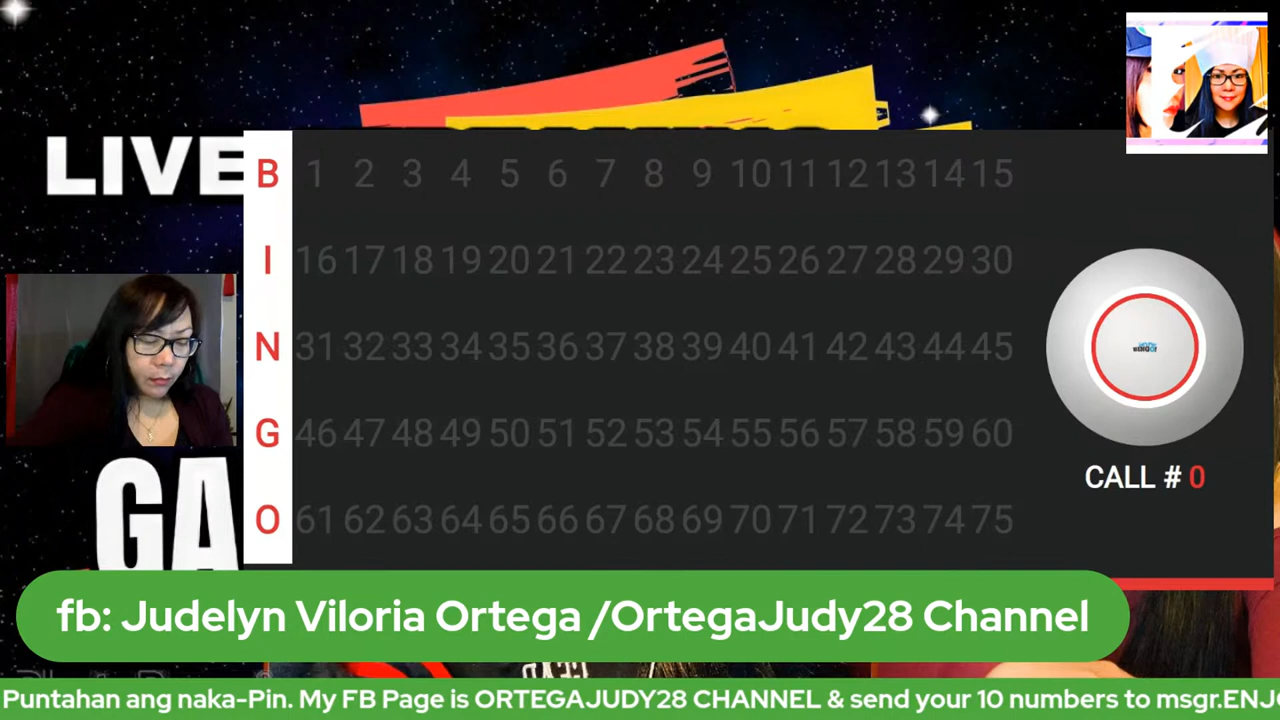 LIVE
B 1 2 3 4 5 6 7 8 9 10 11 12 13 14 15
I 16 17 18 19 20 21 22 23 24 25 26 27 28 29 30
N 31 32 33 34 35 36 37 38 39 40 41 42 43 44 45
G 46 47 48 49 50 51 52 53 54 55 56 57 58 59 60
O 61 62 63 64 65 66 67 68 69 70 71 72 73 74 75
CALL # 0
GA
fb: Judelyn Viloria Ortega /OrtegaJudy28 Channel
Puntahan ang naka-Pin. My FB Page is ORTEGAJUDY28 CHANNEL & send your 10 numbers to msgr.ENJO